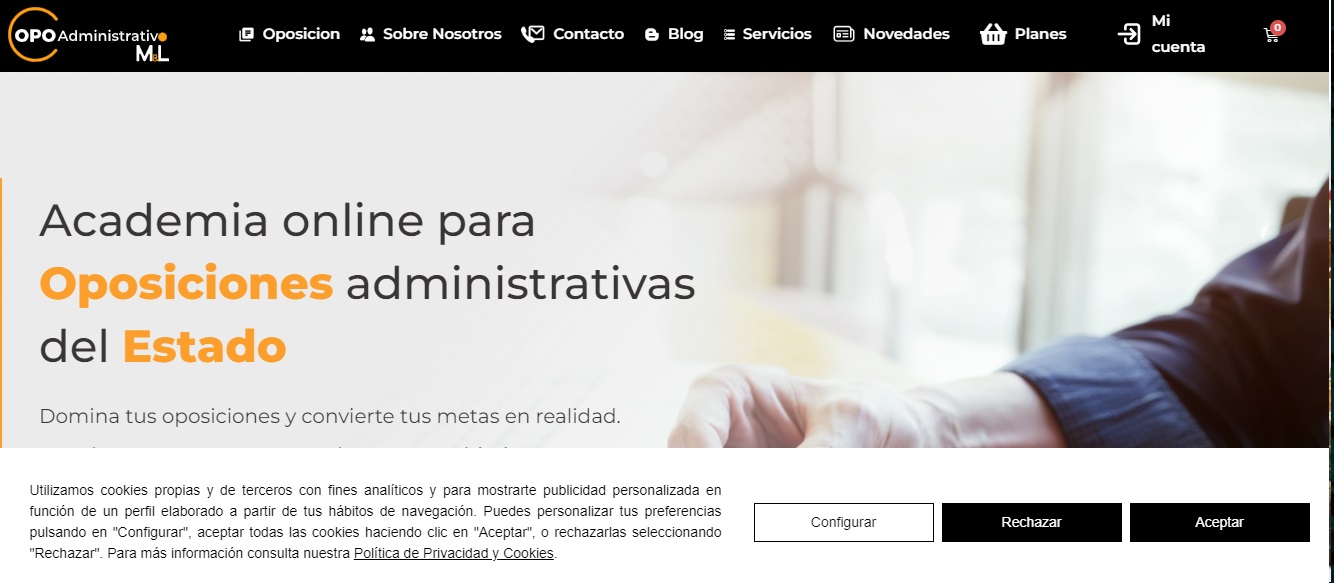 OPO Administrativo
M&L
Oposicion
Sobre Nosotros
Contacto
Blog
Servicios
Novedades
Planes
Mi
cuenta
0
Academia online para
Oposiciones administrativas
del Estado
Domina tus oposiciones y convierte tus metas en realidad.
Utilizamos cookies propias y de terceros con fines analíticos y para mostrarte publicidad personalizada en
función de un perfil elaborado a partir de tus hábitos de navegación. Puedes personalizar tus preferencias
pulsando en "Configurar", aceptar todas las cookies haciendo clic en "Aceptar", o rechazarlas seleccionando
"Rechazar". Para más información consulta nuestra Política de Privacidad y Cookies.
Configurar
Rechazar
Aceptar